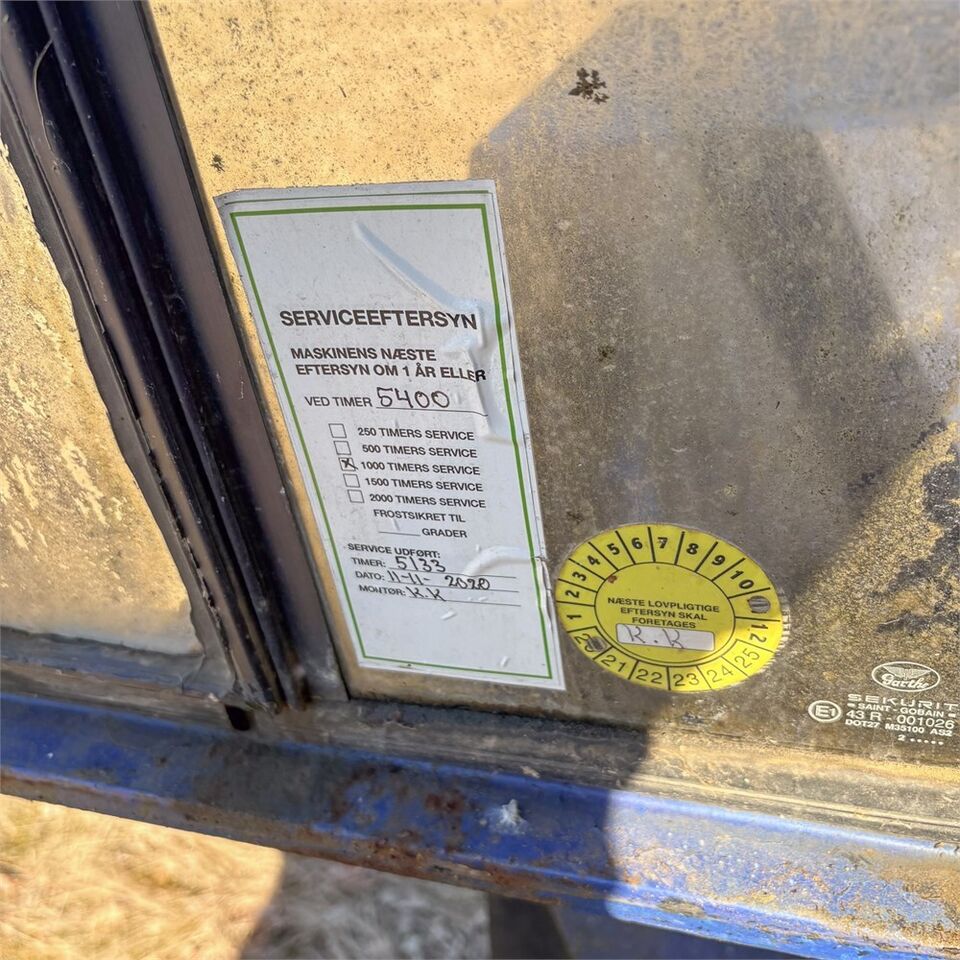 SERVICEEFTERSYN
MASKINENS NÆSTE
EFTERSYN OM 1 ÅR ELLER
VED TIMER 5400
250 TIMERS SERVICE
500 TIMERS SERVICE
X 1000 TIMERS SERVICE
1500 TIMERS SERVICE
2000 TIMERS SERVICE
FROSTSIKRET TIL
GRADER
SERVICE UDFØRT:
TIMER: 5133
DATO: 11-11- 2020
MONTØR: K.K
1 2 3 4 5 6 7 8 9 10 12
NÆSTE LOVPLIGTIGE
EFTERSYN SKAL
FORETAGES
K.K
21 22 23 24 25
SEKURIT
SAINT-GOBAIN
E1 43 R - 001026
DOT27 M35100 AS2
2 .....